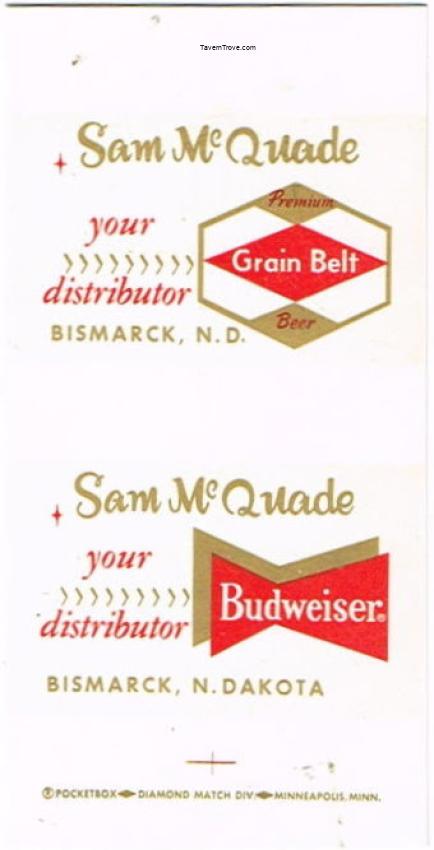 TavernTrove.com
Sam McQuade
your
Premium
Grain Belt
distributor
Beer
BISMARCK, N.D.
Sam McQuade
your
Budweiser®
distributor
BISMARCK, N. DAKOTA
® POCKETBOX DIAMOND MATCH DIV. MINNEAPOLIS, MINN.